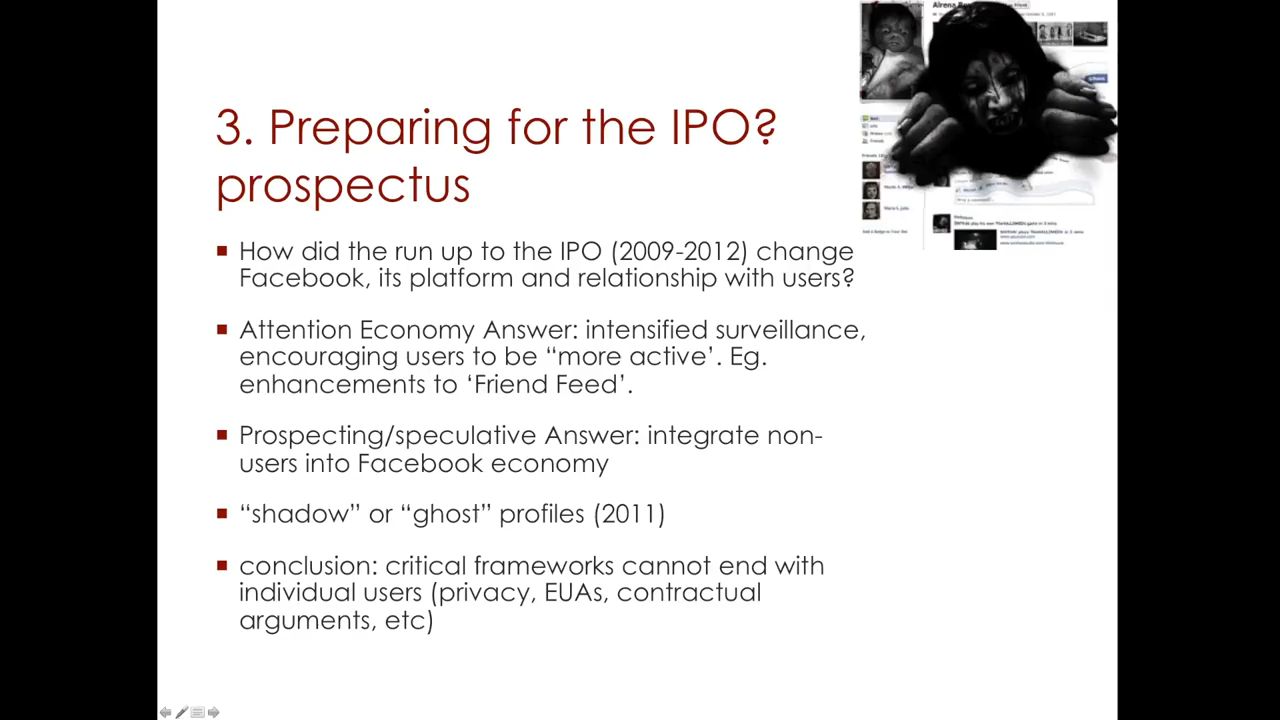 3. Preparing for the IPO?
prospectus
■ How did the run up to the IPO (2009-2012) change
Facebook, its platform and relationship with users?
■ Attention Economy Answer: intensified surveillance,
encouraging users to be “more active’. Eg.
enhancements to ‘Friend Feed’.
■ Prospecting/speculative Answer: integrate non-
users into Facebook economy
■ “shadow” or “ghost” profiles (2011)
■ conclusion: critical frameworks cannot end with
individual users (privacy, EUAs, contractual
arguments, etc)